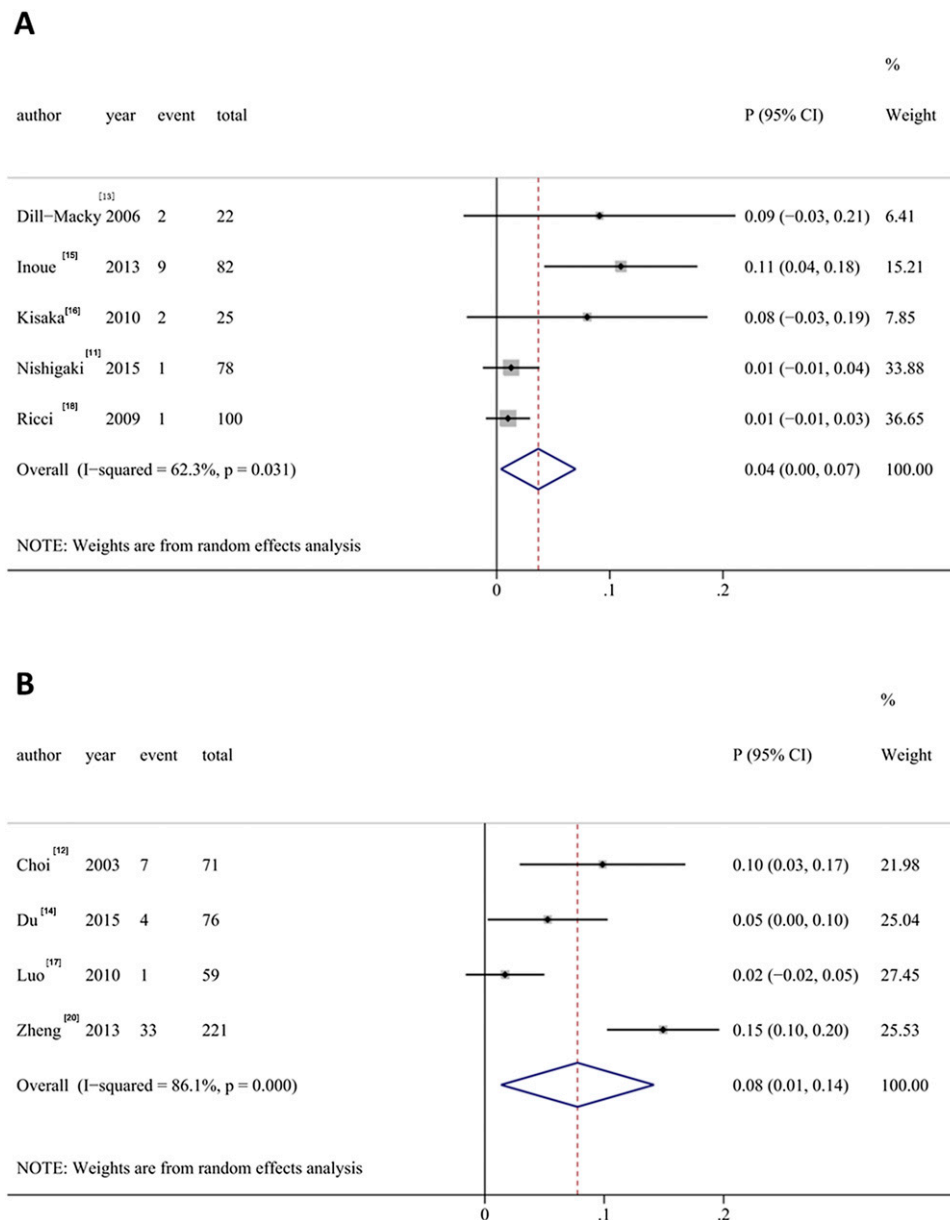 A
%
author year event total P (95% CI) Weight
Dill−Macky [13] 2006 2 22 0.09 (−0.03, 0.21) 6.41
Inoue [15] 2013 9 82 0.11 (0.04, 0.18) 15.21
Kisaka [16] 2010 2 25 0.08 (−0.03, 0.19) 7.85
Nishigaki [11] 2015 1 78 0.01 (−0.01, 0.04) 33.88
Ricci [18] 2009 1 100 0.01 (−0.01, 0.03) 36.65
Overall (I−squared = 62.3%, p = 0.031) 0.04 (0.00, 0.07) 100.00
NOTE: Weights are from random effects analysis
0 .1 .2
B
%
author year event total P (95% CI) Weight
Choi [12] 2003 7 71 0.10 (0.03, 0.17) 21.98
Du [14] 2015 4 76 0.05 (0.00, 0.10) 25.04
Luo [17] 2010 1 59 0.02 (−0.02, 0.05) 27.45
Zheng [20] 2013 33 221 0.15 (0.10, 0.20) 25.53
Overall (I−squared = 86.1%, p = 0.000) 0.08 (0.01, 0.14) 100.00
NOTE: Weights are from random effects analysis
0 .1 .2